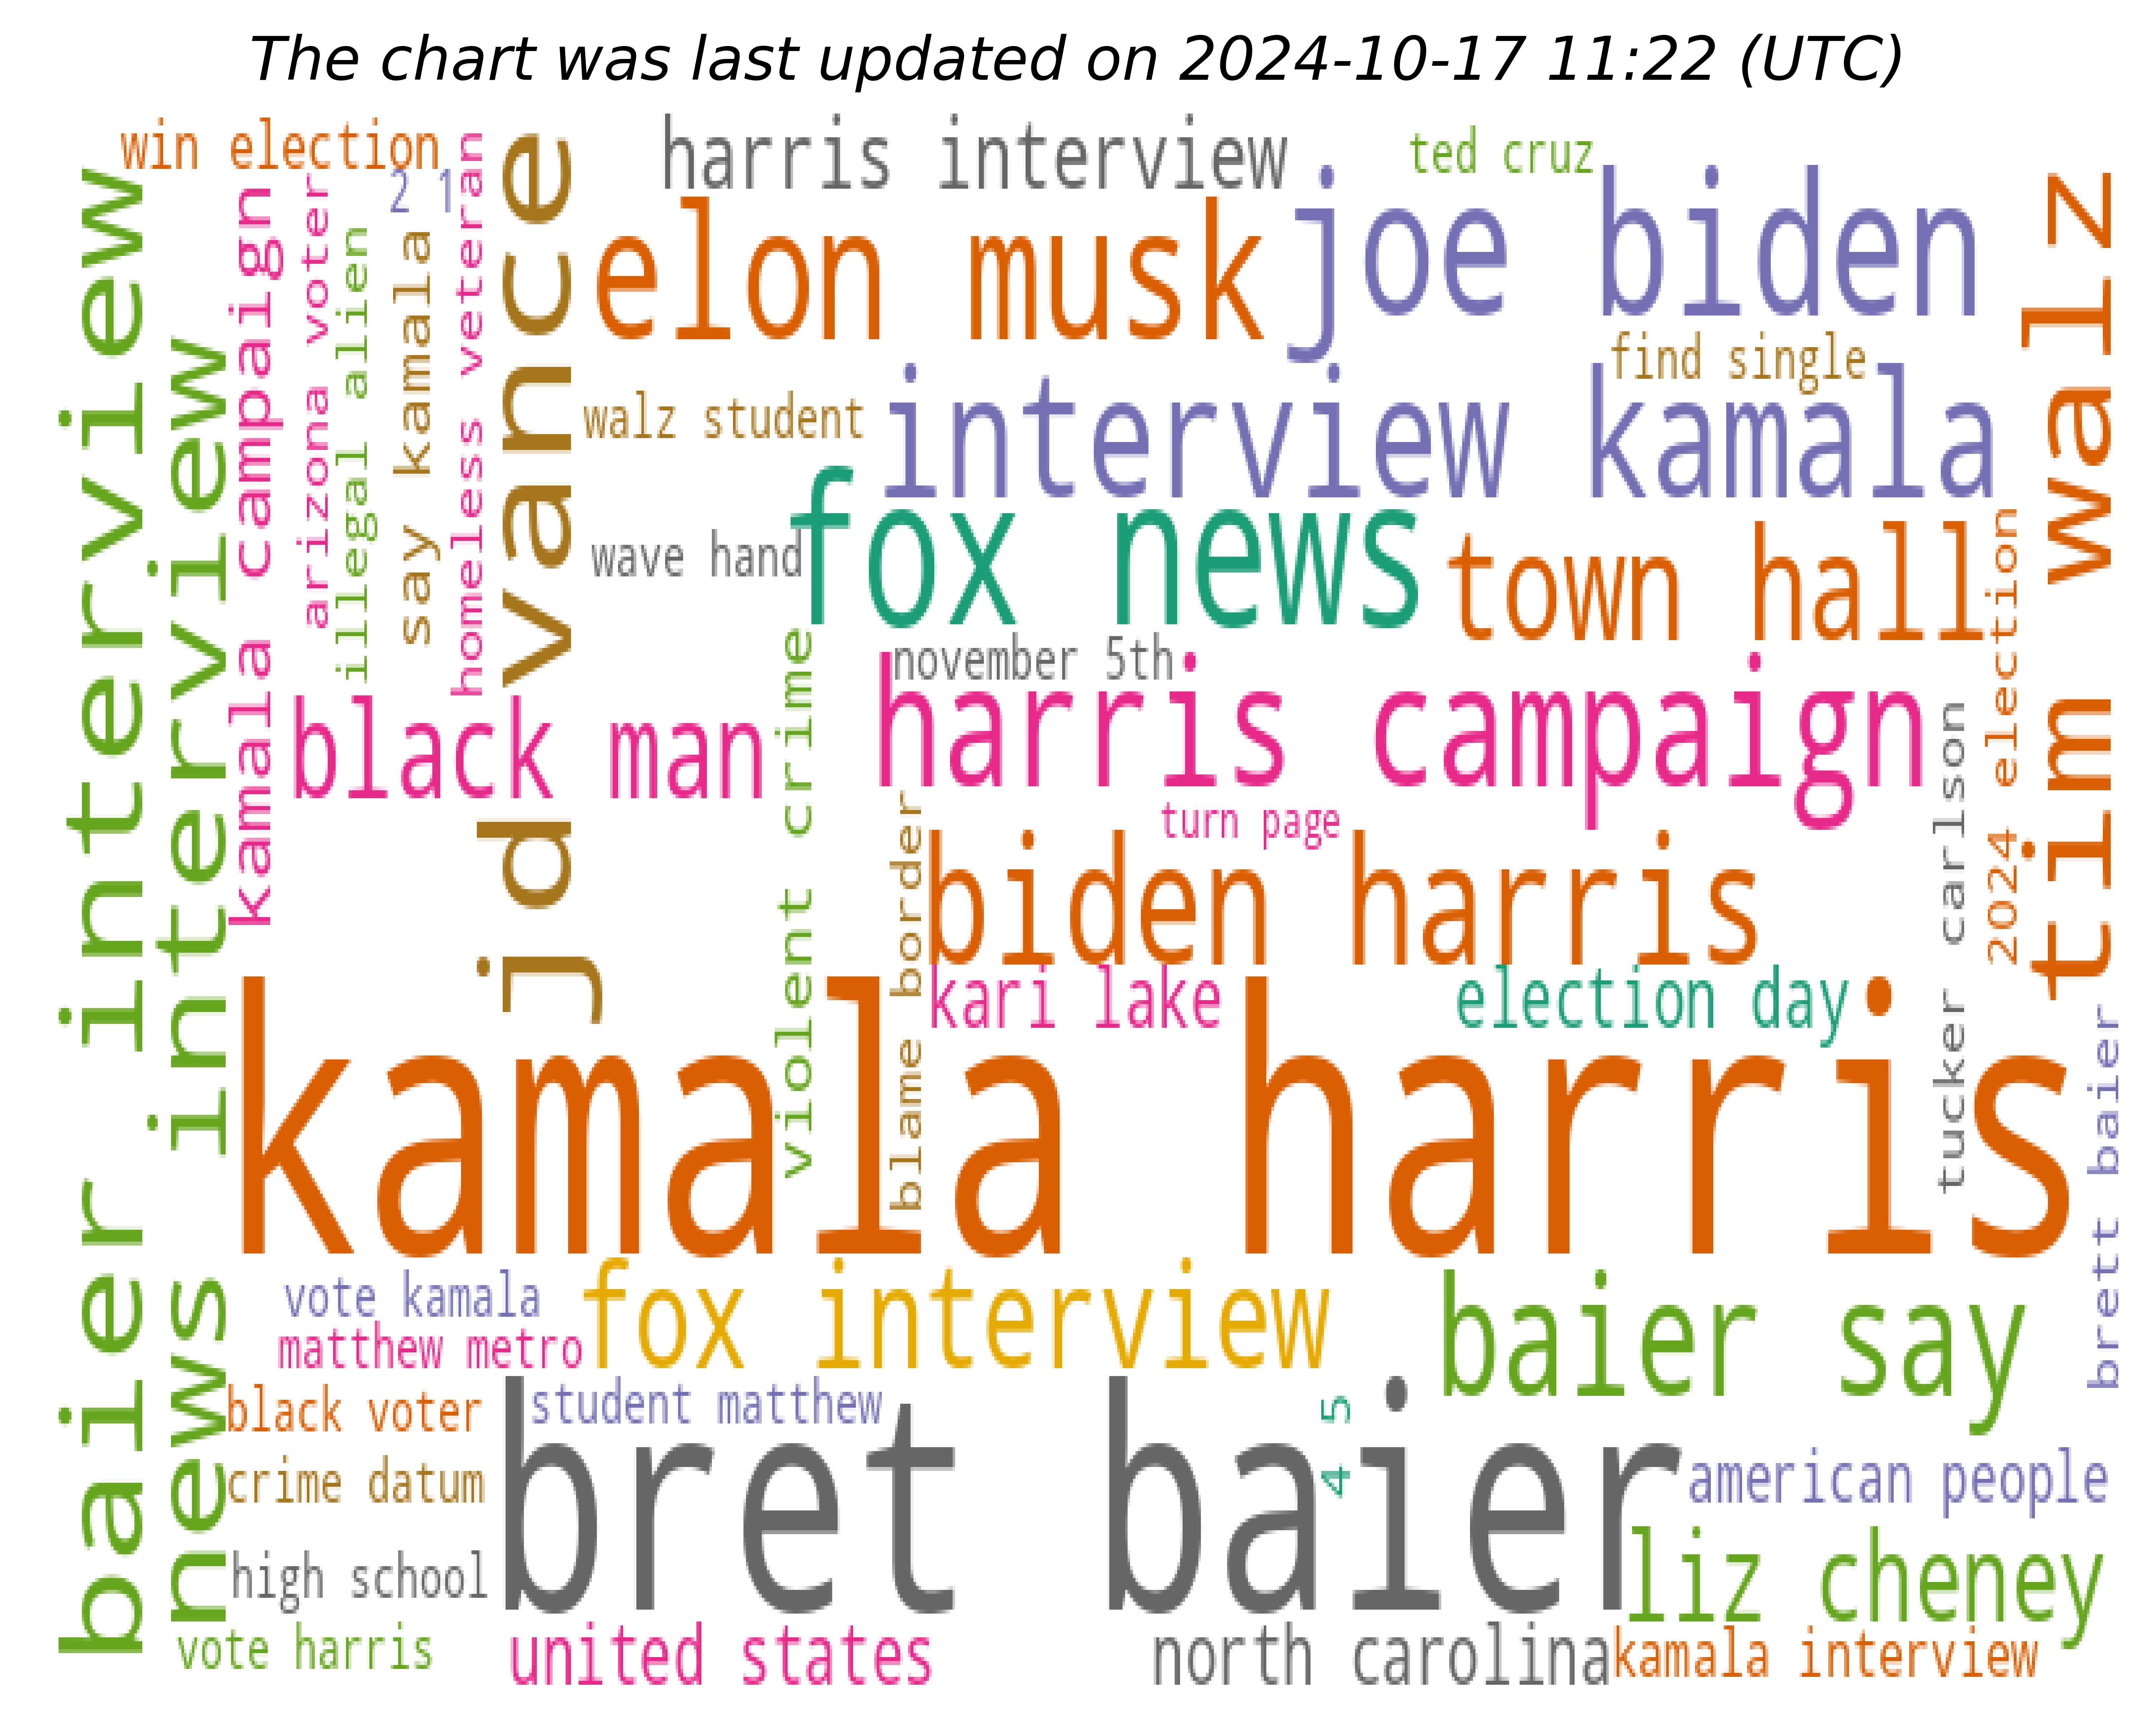 The chart was last updated on 2024-10-17 11:22 (UTC)
win election
harris interview
ted cruz
2 1
elon musk
joe biden
find single
walz student
interview kamala
fox news
wave hand
town hall
november 5th
black man
harris campaign
turn page
biden harris
kari lake
election day
kamala harris
vote kamala
fox interview
baier say
matthew metro
student matthew
black voter
bret baier
4 5
crime datum
american people
high school
liz cheney
vote harris
united states
north carolina
kamala interview
baier interview
news interview
kamala campaign
arizona voter
illegal alien
say kamala
homeless veteran
jd vance
violent crime
blame border
tucker carlson
2024 election
tim walz
brett baier